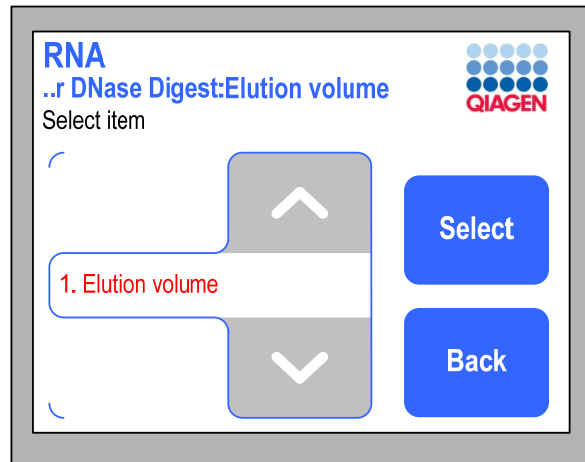 RNA
..r DNase Digest:Elution volume
Select item
QIAGEN
1. Elution volume
Select
Back